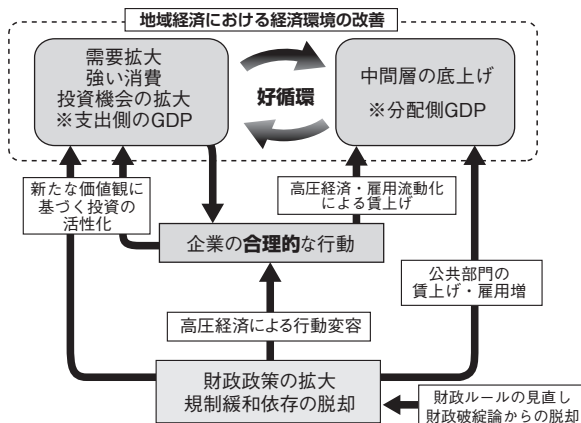 地域経済における経済環境の改善
需要拡大
強い消費
投資機会の拡大
※支出側のGDP
好循環
中間層の底上げ
※分配側GDP
新たな価値観に
基づく投資の
活性化
高圧経済・雇用流動化
による賃上げ
企業の合理的な行動
公共部門の
賃上げ・雇用増
高圧経済による行動変容
財政政策の拡大
規制緩和依存の脱却
財政ルールの見直し
財政破綻論からの脱却